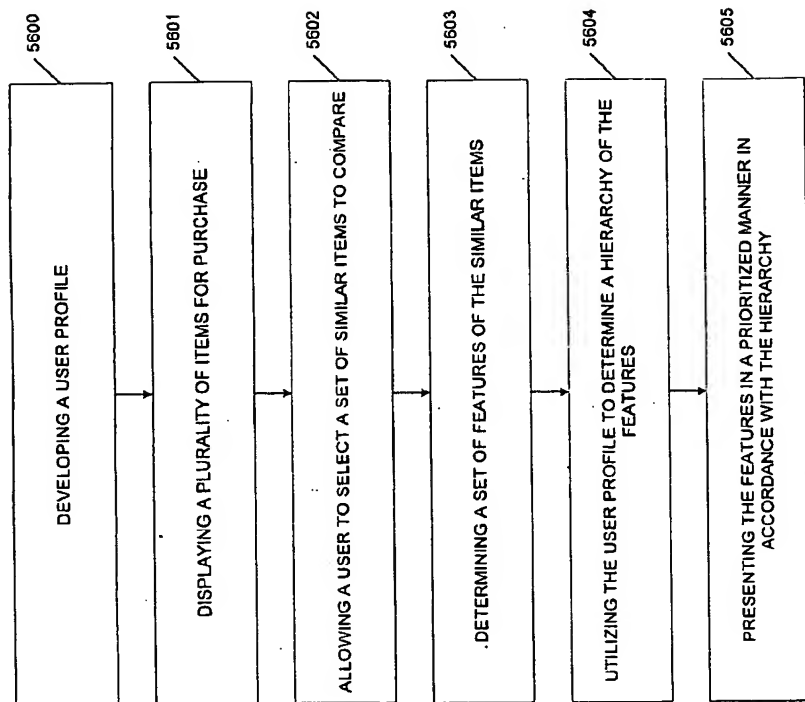 5600
DEVELOPING A USER PROFILE
5601
DISPLAYING A PLURALITY OF ITEMS FOR PURCHASE
5602
ALLOWING A USER TO SELECT A SET OF SIMILAR ITEMS TO COMPARE
5603
DETERMINING A SET OF FEATURES OF THE SIMILAR ITEMS
5604
UTILIZING THE USER PROFILE TO DETERMINE A HIERARCHY OF THE
FEATURES
5605
PRESENTING THE FEATURES IN A PRIORITIZED MANNER IN
ACCORDANCE WITH THE HIERARCHY